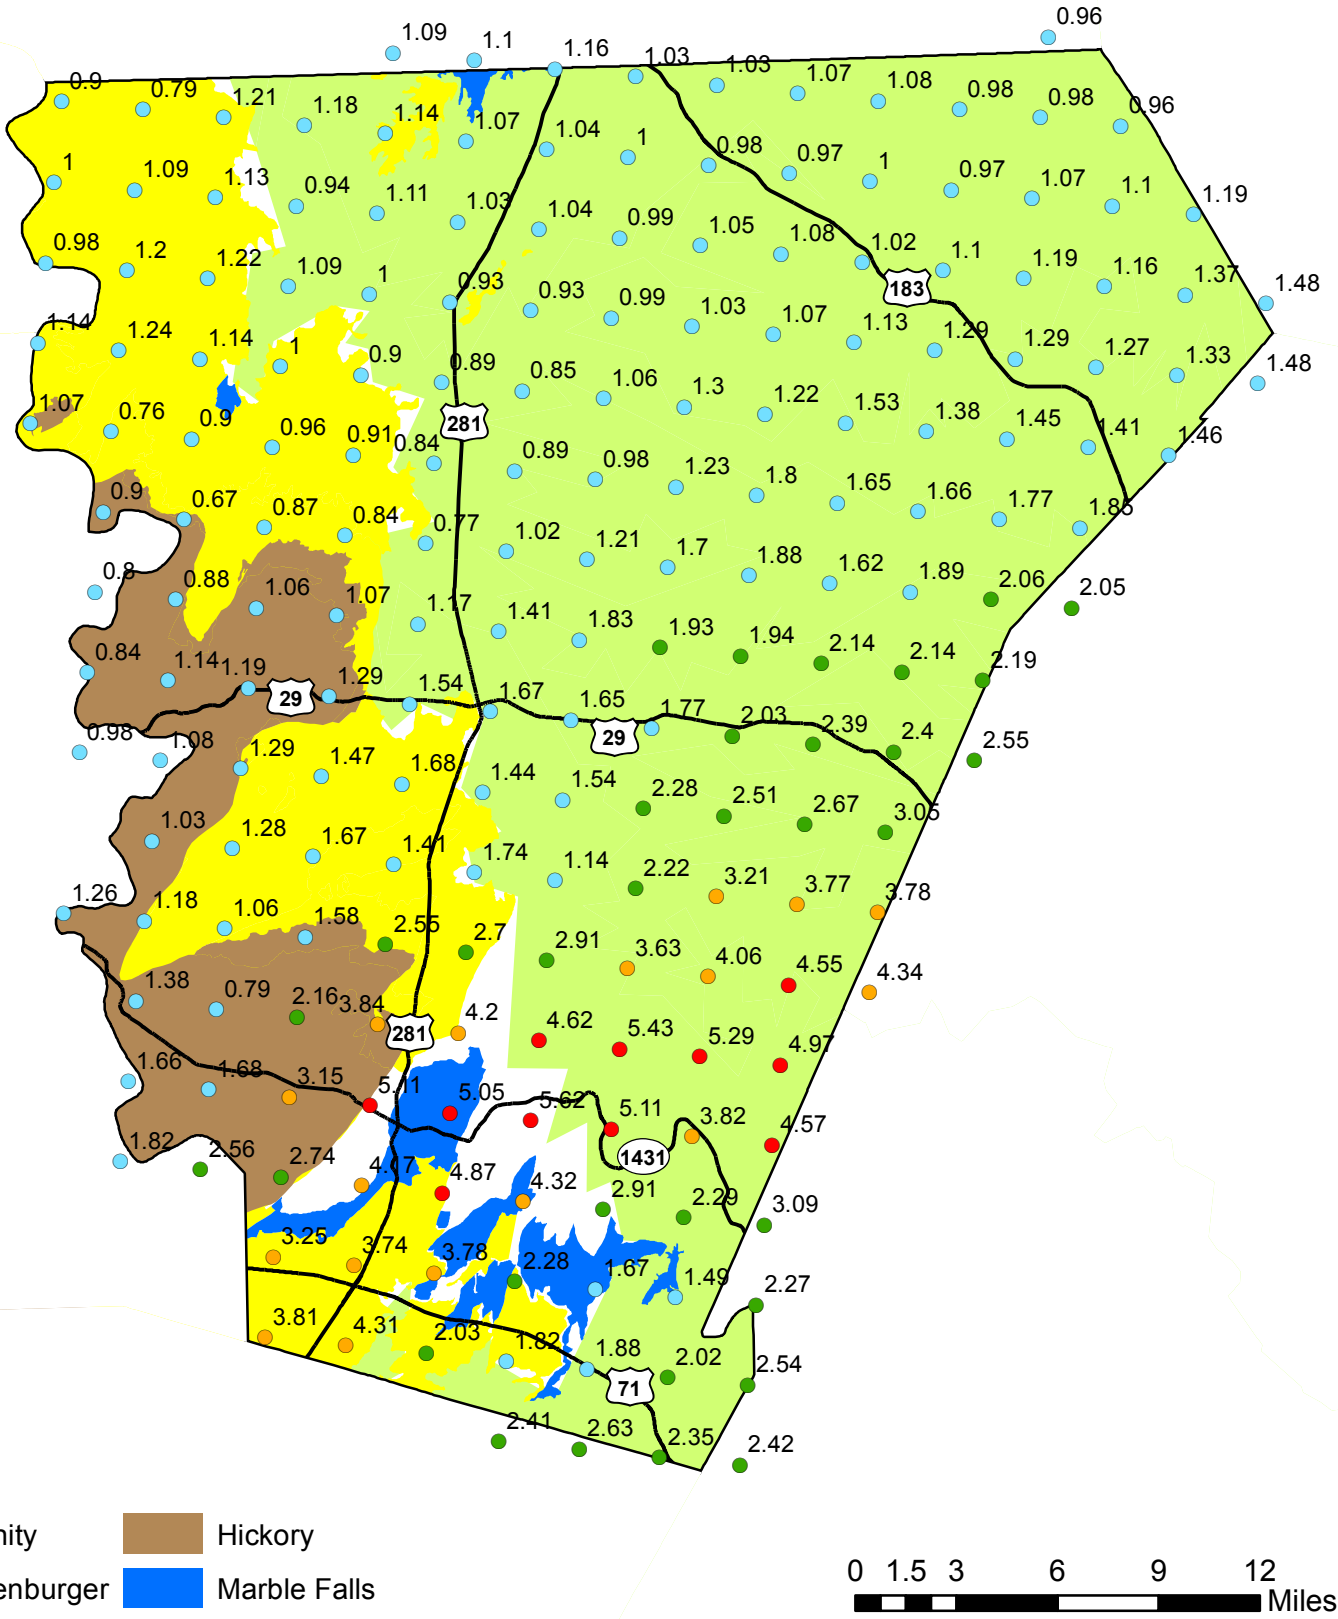 0.96
1.09 1.1 1.16 1.03 1.03 1.07 1.08 0.98 0.98 0.96
0.9 0.79 1.21 1.18 1.14 1.07 1.04 1 0.98 0.97 1 0.97 1.07 1.1 1.19
1 1.09 1.13 0.94 1.11 1.03 1.04 0.99 1.05 1.08 1.02 1.1 1.19 1.16 1.37 1.48
183
0.98 1.2 1.22 1.09 1 0.93 0.93 0.99 1.03 1.07 1.13 1.29 1.29 1.27 1.33 1.48
1.14 1.24 1.14 1 0.9 0.89 0.85 1.06 1.3 1.22 1.53 1.38 1.45 1.41 1.46
281
1.07 0.76 0.9 0.96 0.91 0.84 0.89 0.98 1.23 1.8 1.65 1.66 1.77 1.85
0.9 0.67 0.87 0.84 0.77 1.02 1.21 1.7 1.88 1.62 1.89 2.06 2.05
0.8 0.88 1.06 1.07 1.17 1.41 1.83 1.93 1.94 2.14 2.14 2.19
0.84 1.14 1.19 1.29 1.54 1.67 1.65 1.77 2.03 2.39 2.4 2.55
29
29
0.98 1.08 1.29 1.47 1.68 1.44 1.54 2.28 2.51 2.67 3.05
1.03 1.28 1.67 1.41 1.74 1.14 2.22 3.21 3.77 3.78
1.26 1.18 1.06 1.58 2.55 2.7 2.91 3.63 4.06 4.55 4.34
1.38 0.79 2.16 3.84 4.2 4.62 5.43 5.29 4.97
281
1.66 1.68 3.15 5.11 5.05 5.62 5.11 3.82 4.57
1431
1.82 2.56 2.74 4.17 4.87 4.32 2.91 2.29 3.09
3.25 3.74 3.78 2.28 1.67 1.49 2.27
3.81 4.31 2.03 1.82 1.88 2.02 2.54
71
2.41 2.63 2.35 2.42
nity Hickory
enburger Marble Falls
0 1.5 3 6 9 12
Miles